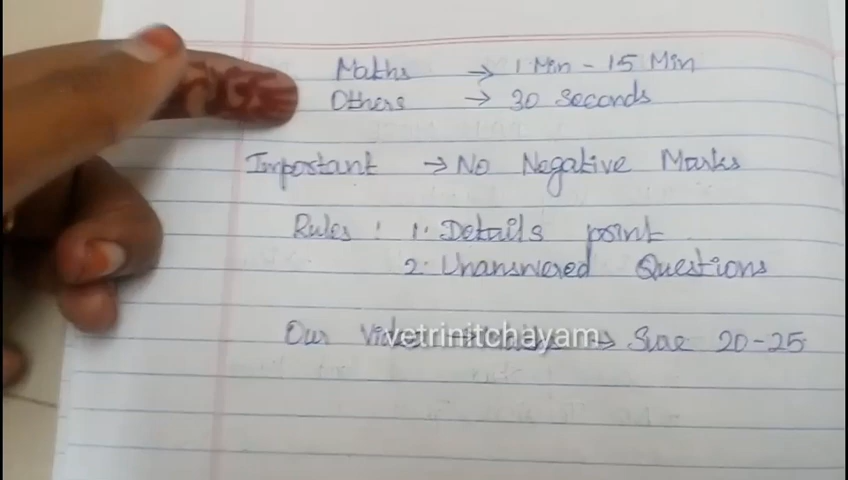 Maths → 1 Min - 15 Min
Others → 30 seconds
Important → No Negative Marks
Rules : 1. Details point
2. Unanswered Questions
Our → Sure 20-25
vetrinitchayam